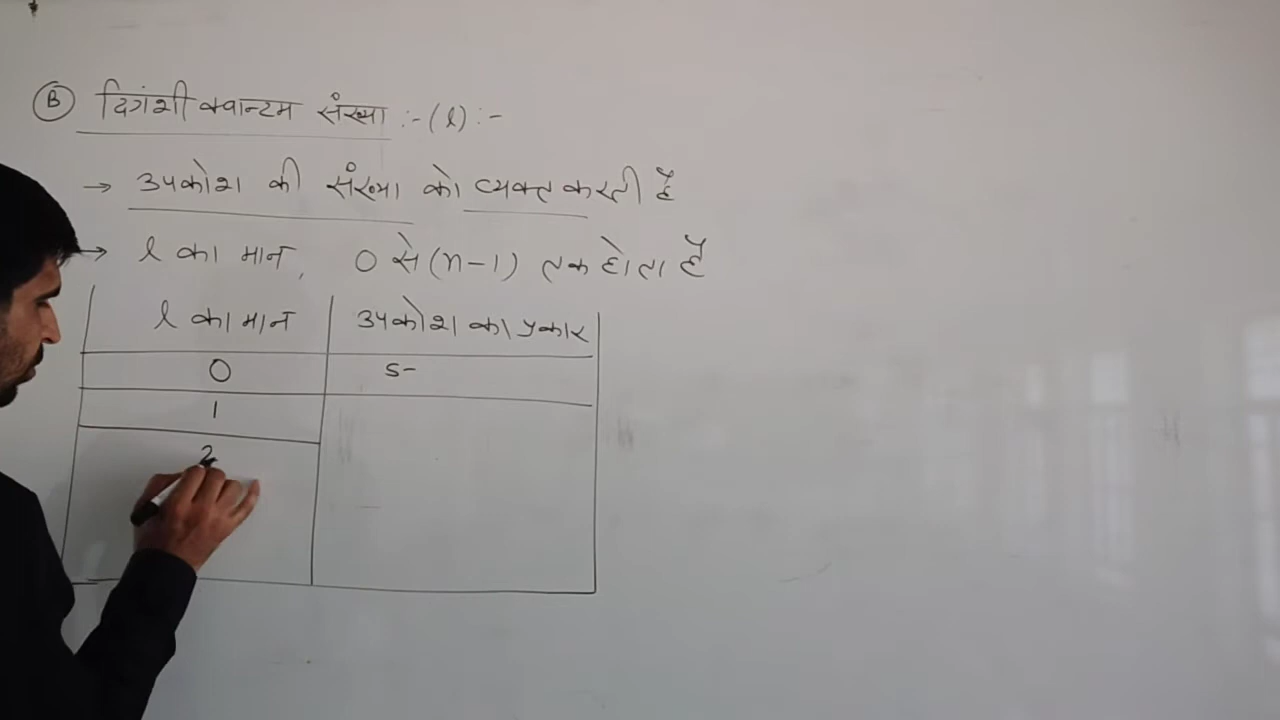 Ⓑ दिगंशी क्वान्टम संख्या :- (l) :-
→ उपकोश की संख्या को व्यक्त करती है
→ l का मान, 0 से (n-1) तक होता है
l का मान उपकोश का प्रकार
0 s-
1
2